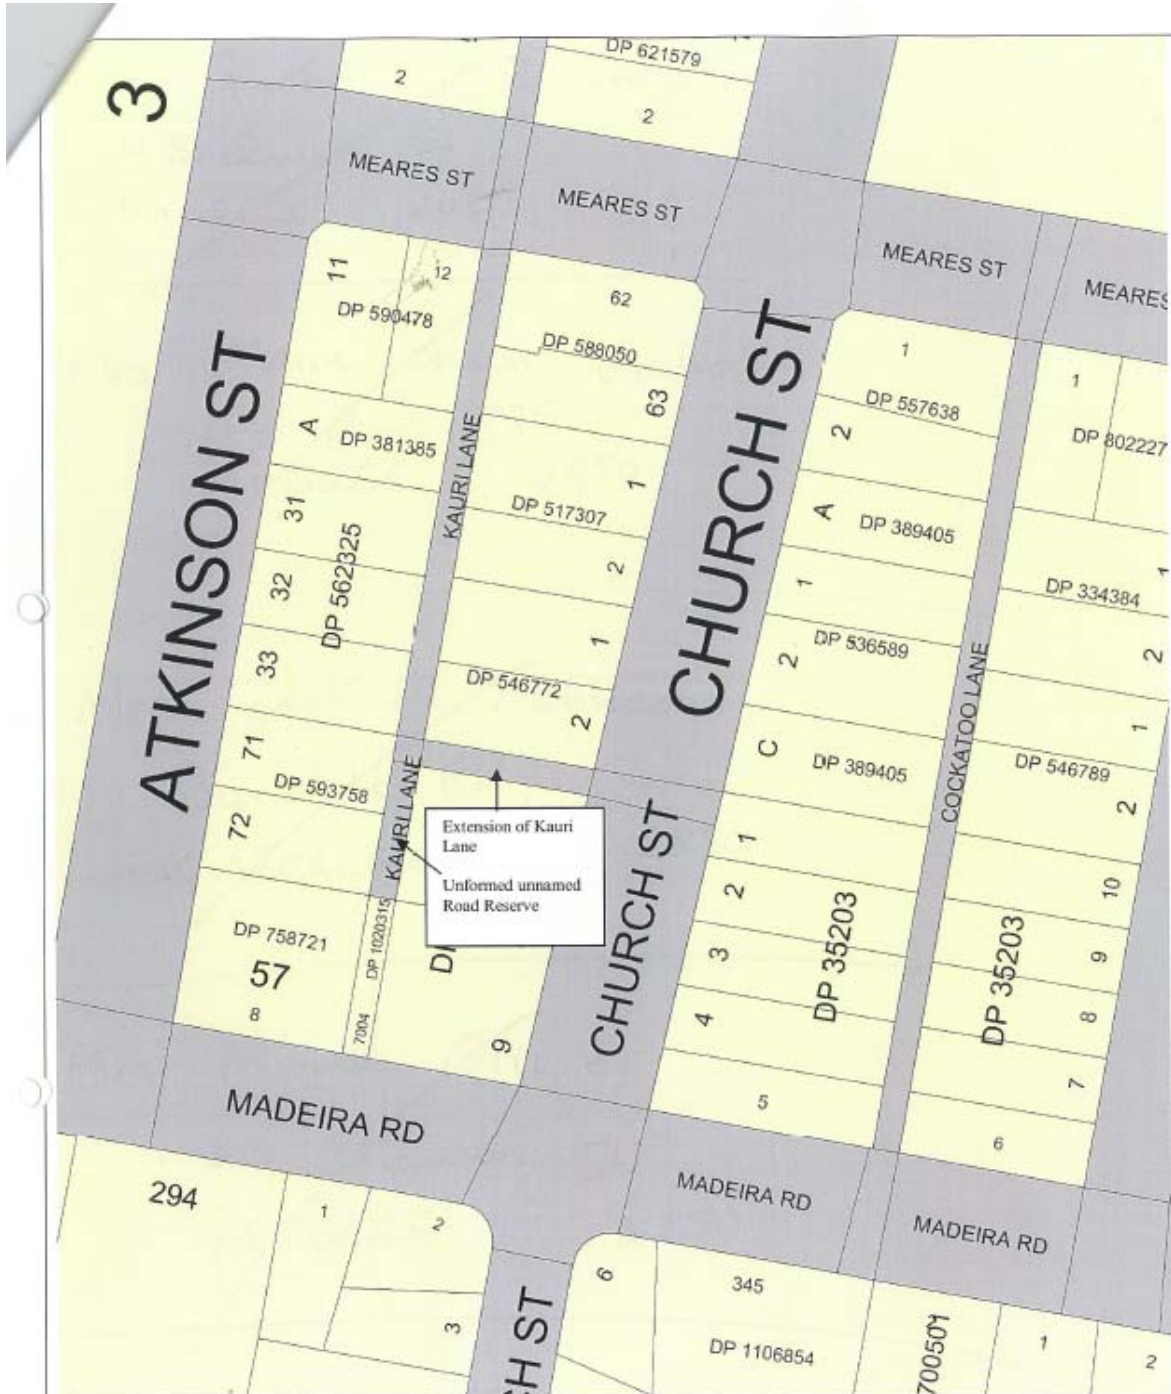 3
DP 621579
2
2
MEARES ST
MEARES ST
MEARES ST
MEARES
11
12
DP 590478
62
DP 588050
63
1
DP 557638
2
1
DP 802227
ATKINSON ST
A
DP 381385
KAURI LANE
1
DP 517307
2
CHURCH ST
A
DP 389405
31
32
33
DP 562325
1
DP 546772
2
1
DP 536589
2
C
DP 389405
COCKATOO LANE
1
DP 334384
2
1
DP 546789
2
71
DP 593758
72
KAURI LANE
Extension of Kauri
Lane
Unformed unnamed
Road Reserve
CHURCH ST
1
2
3
4
5
DP 35203
10
9
8
7
6
DP 35203
DP 758721
57
8
DP 1020315
7004
9
MADEIRA RD
MADEIRA RD
MADEIRA RD
294
1
2
3
CH ST
6
345
DP 1106854
1
2